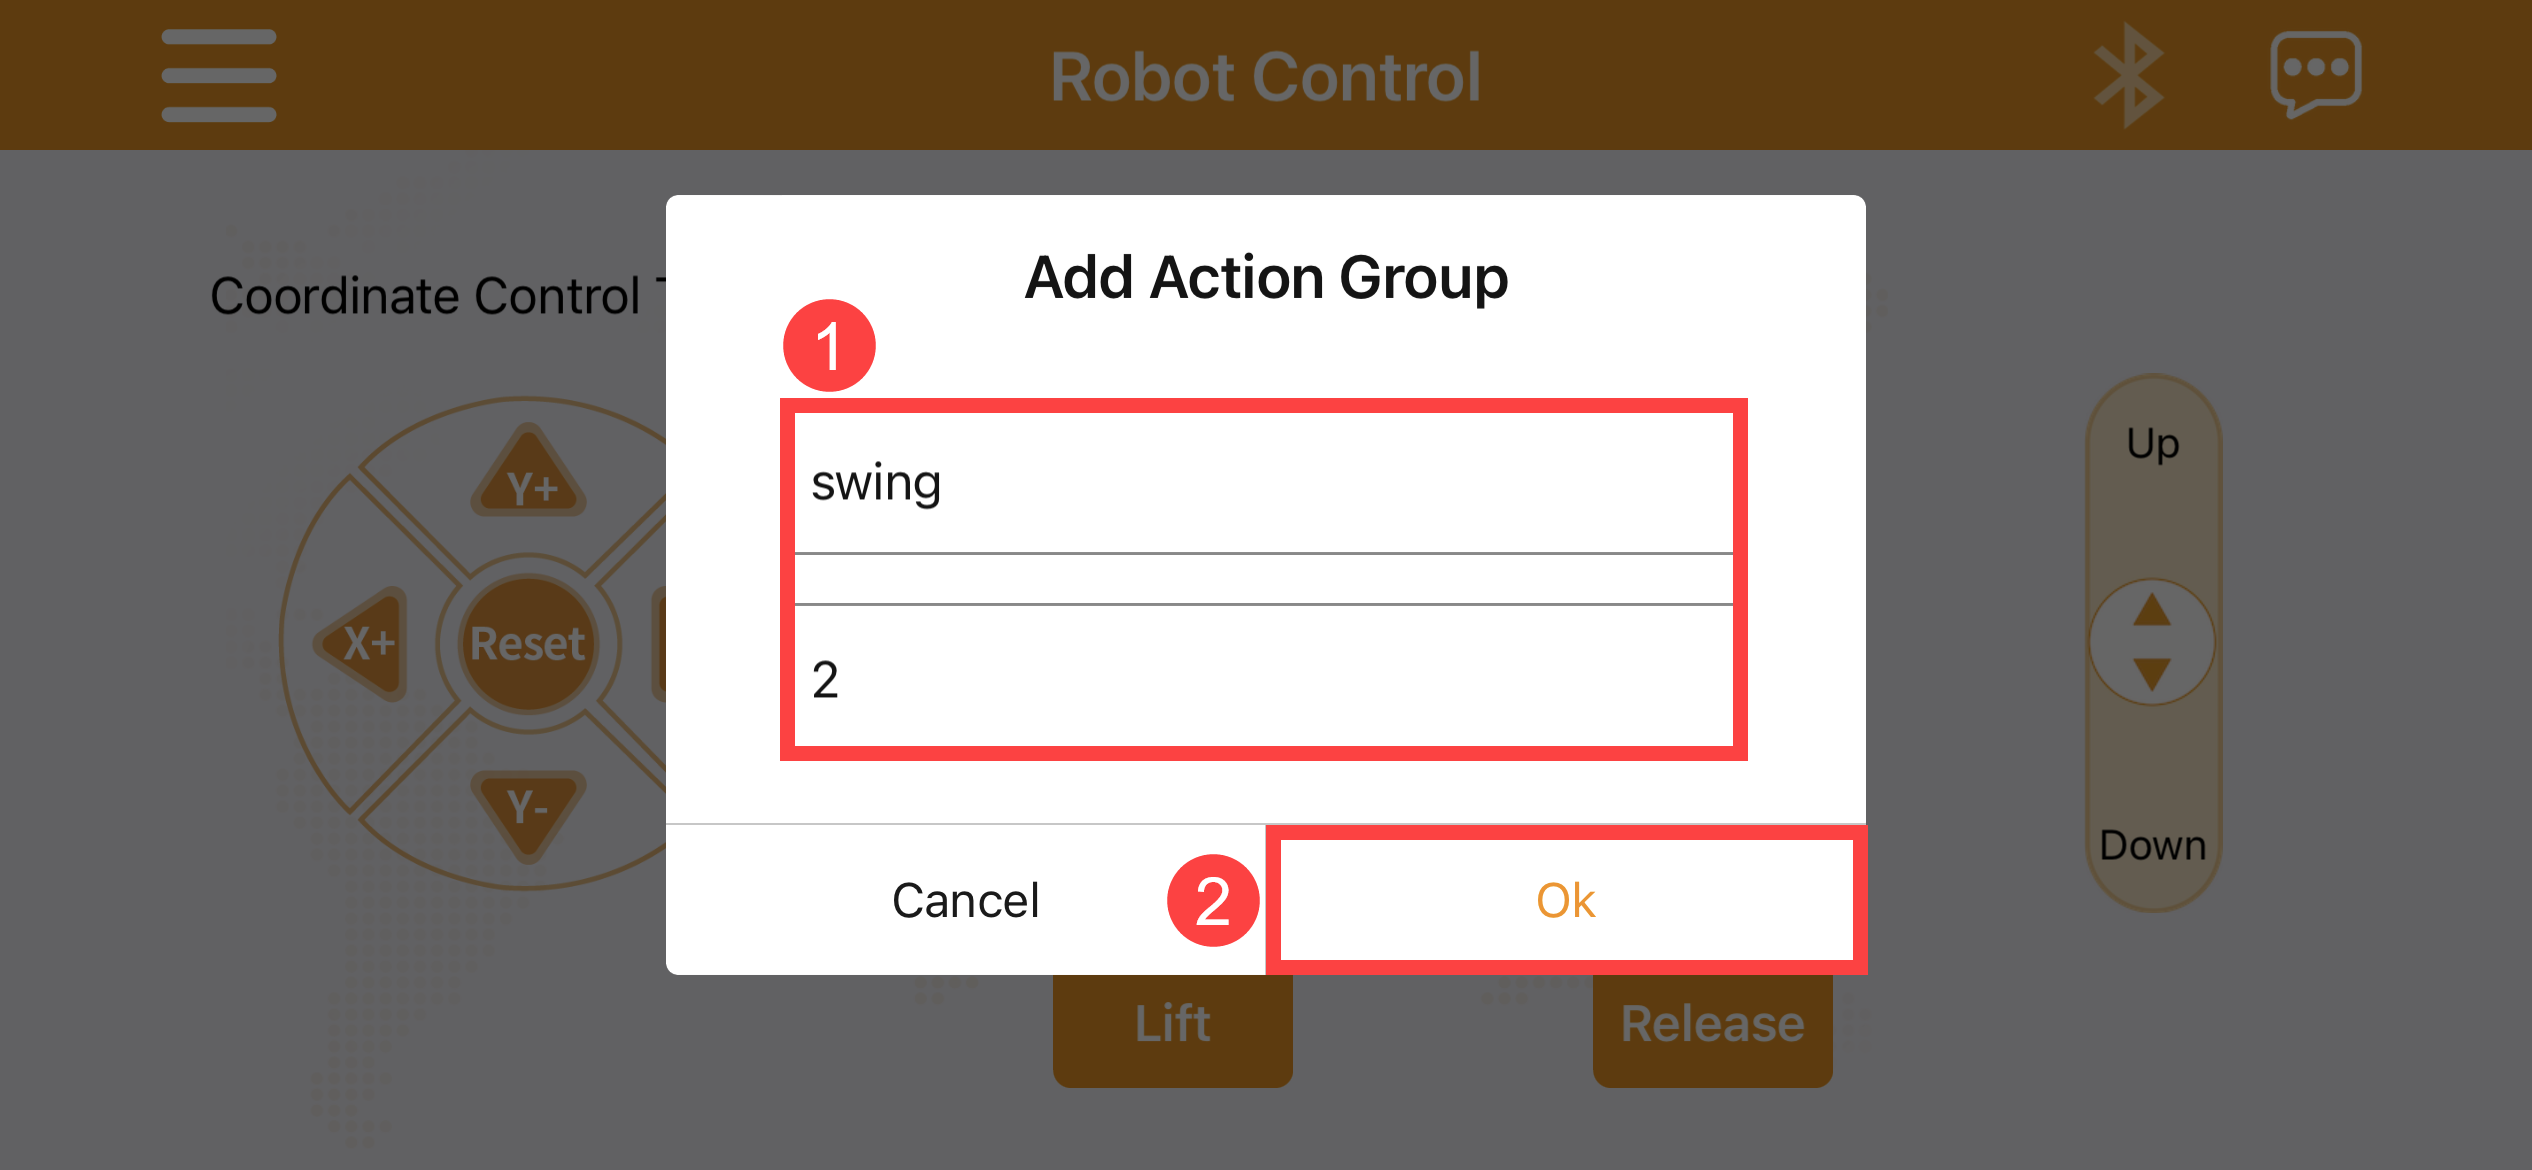 Robot Control
Add Action Group
Coordinate Control
1
swing
2
Up
Y+
X+
Reset
Y-
Down
Cancel
2
Ok
Lift
Release